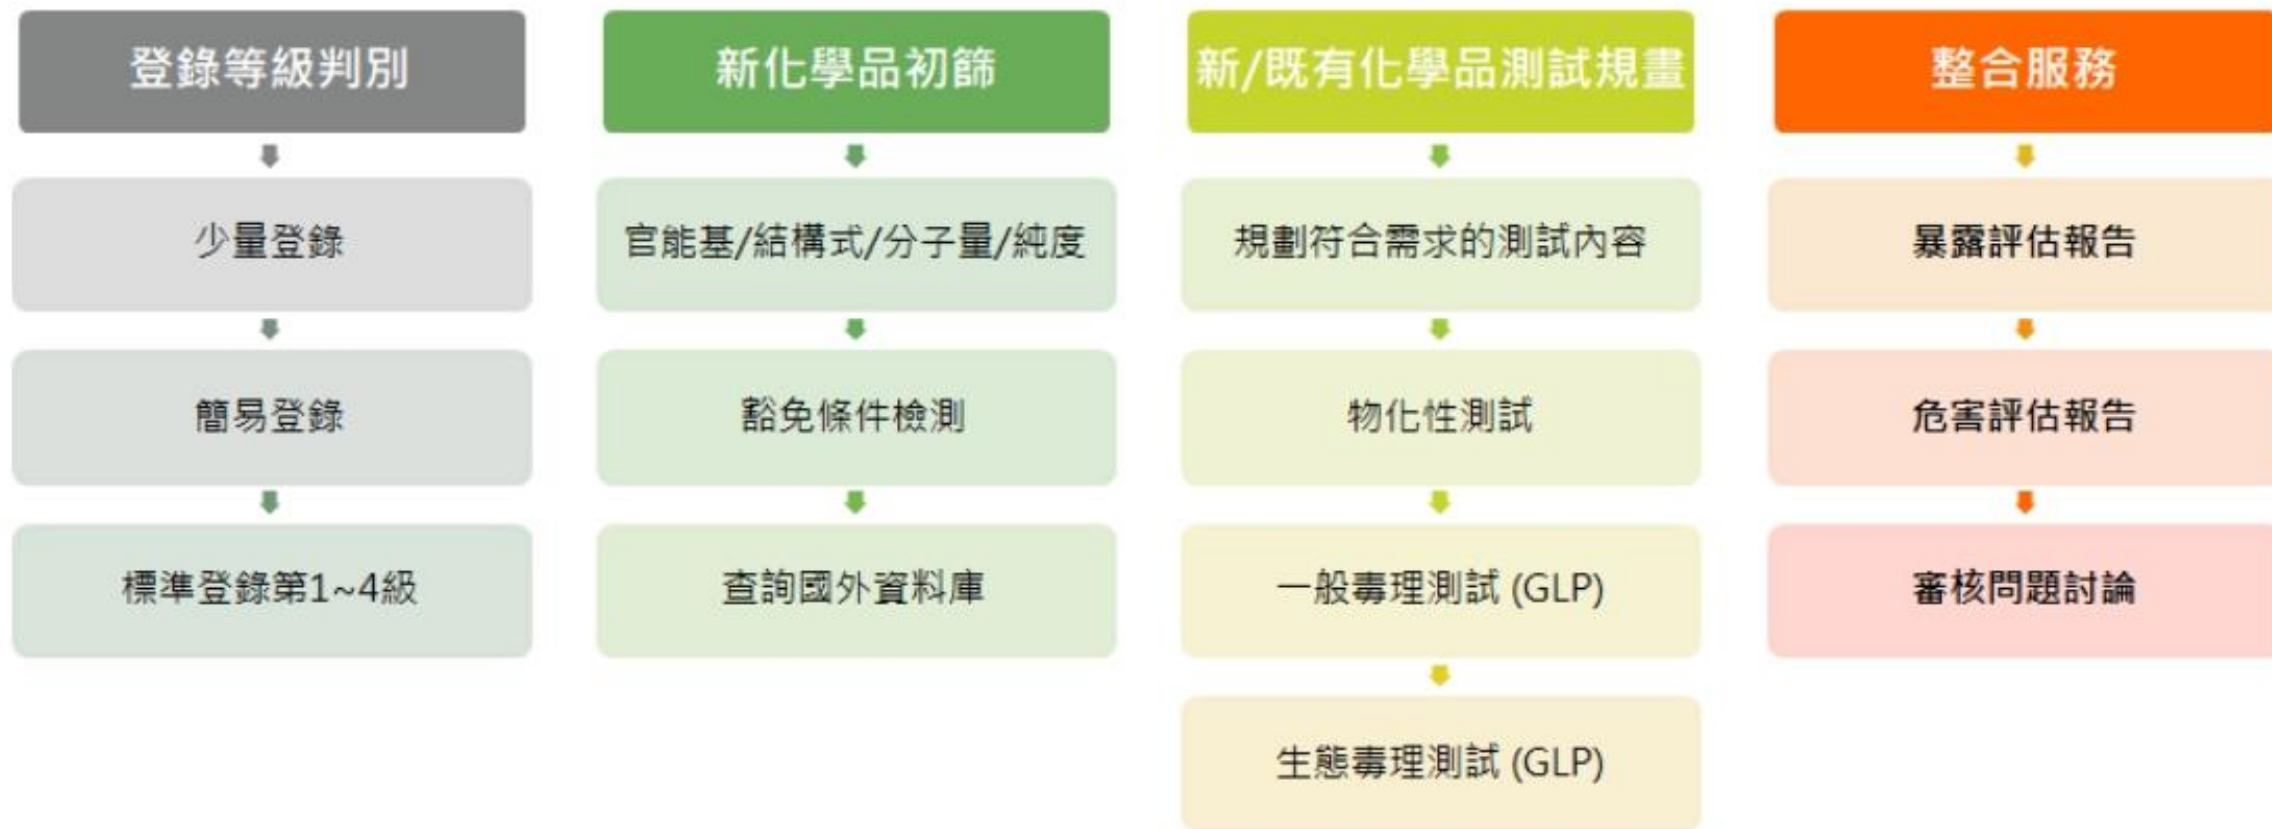 登錄等級判別
少量登錄
簡易登錄
標準登錄第1~4級
新化學品初篩
官能基/結構式/分子量/純度
豁免條件檢測
查詢國外資料庫
新/既有化學品測試規畫
規劃符合需求的測試內容
物化性測試
一般毒理測試 (GLP)
生態毒理測試 (GLP)
整合服務
暴露評估報告
危害評估報告
審核問題討論